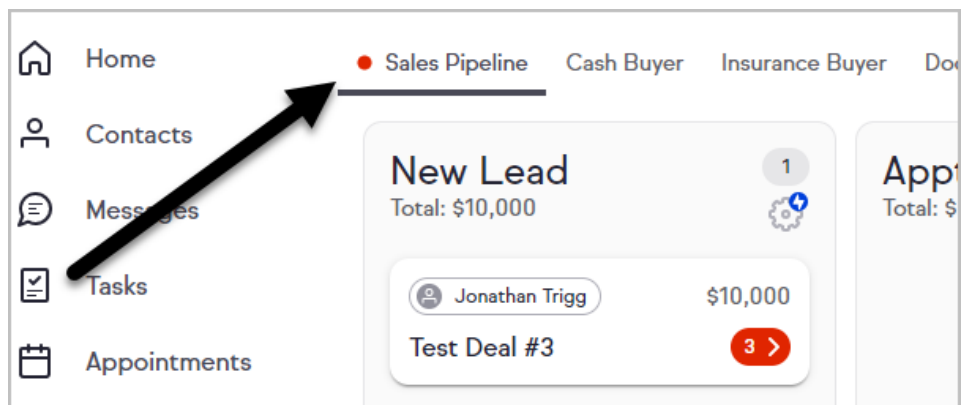 Home
Contacts
Messages
Tasks
Appointments
Sales Pipeline Cash Buyer Insurance Buyer
New Lead 1
Total: $10,000
Jonathan Trigg $10,000
Test Deal #3 3
Total: $